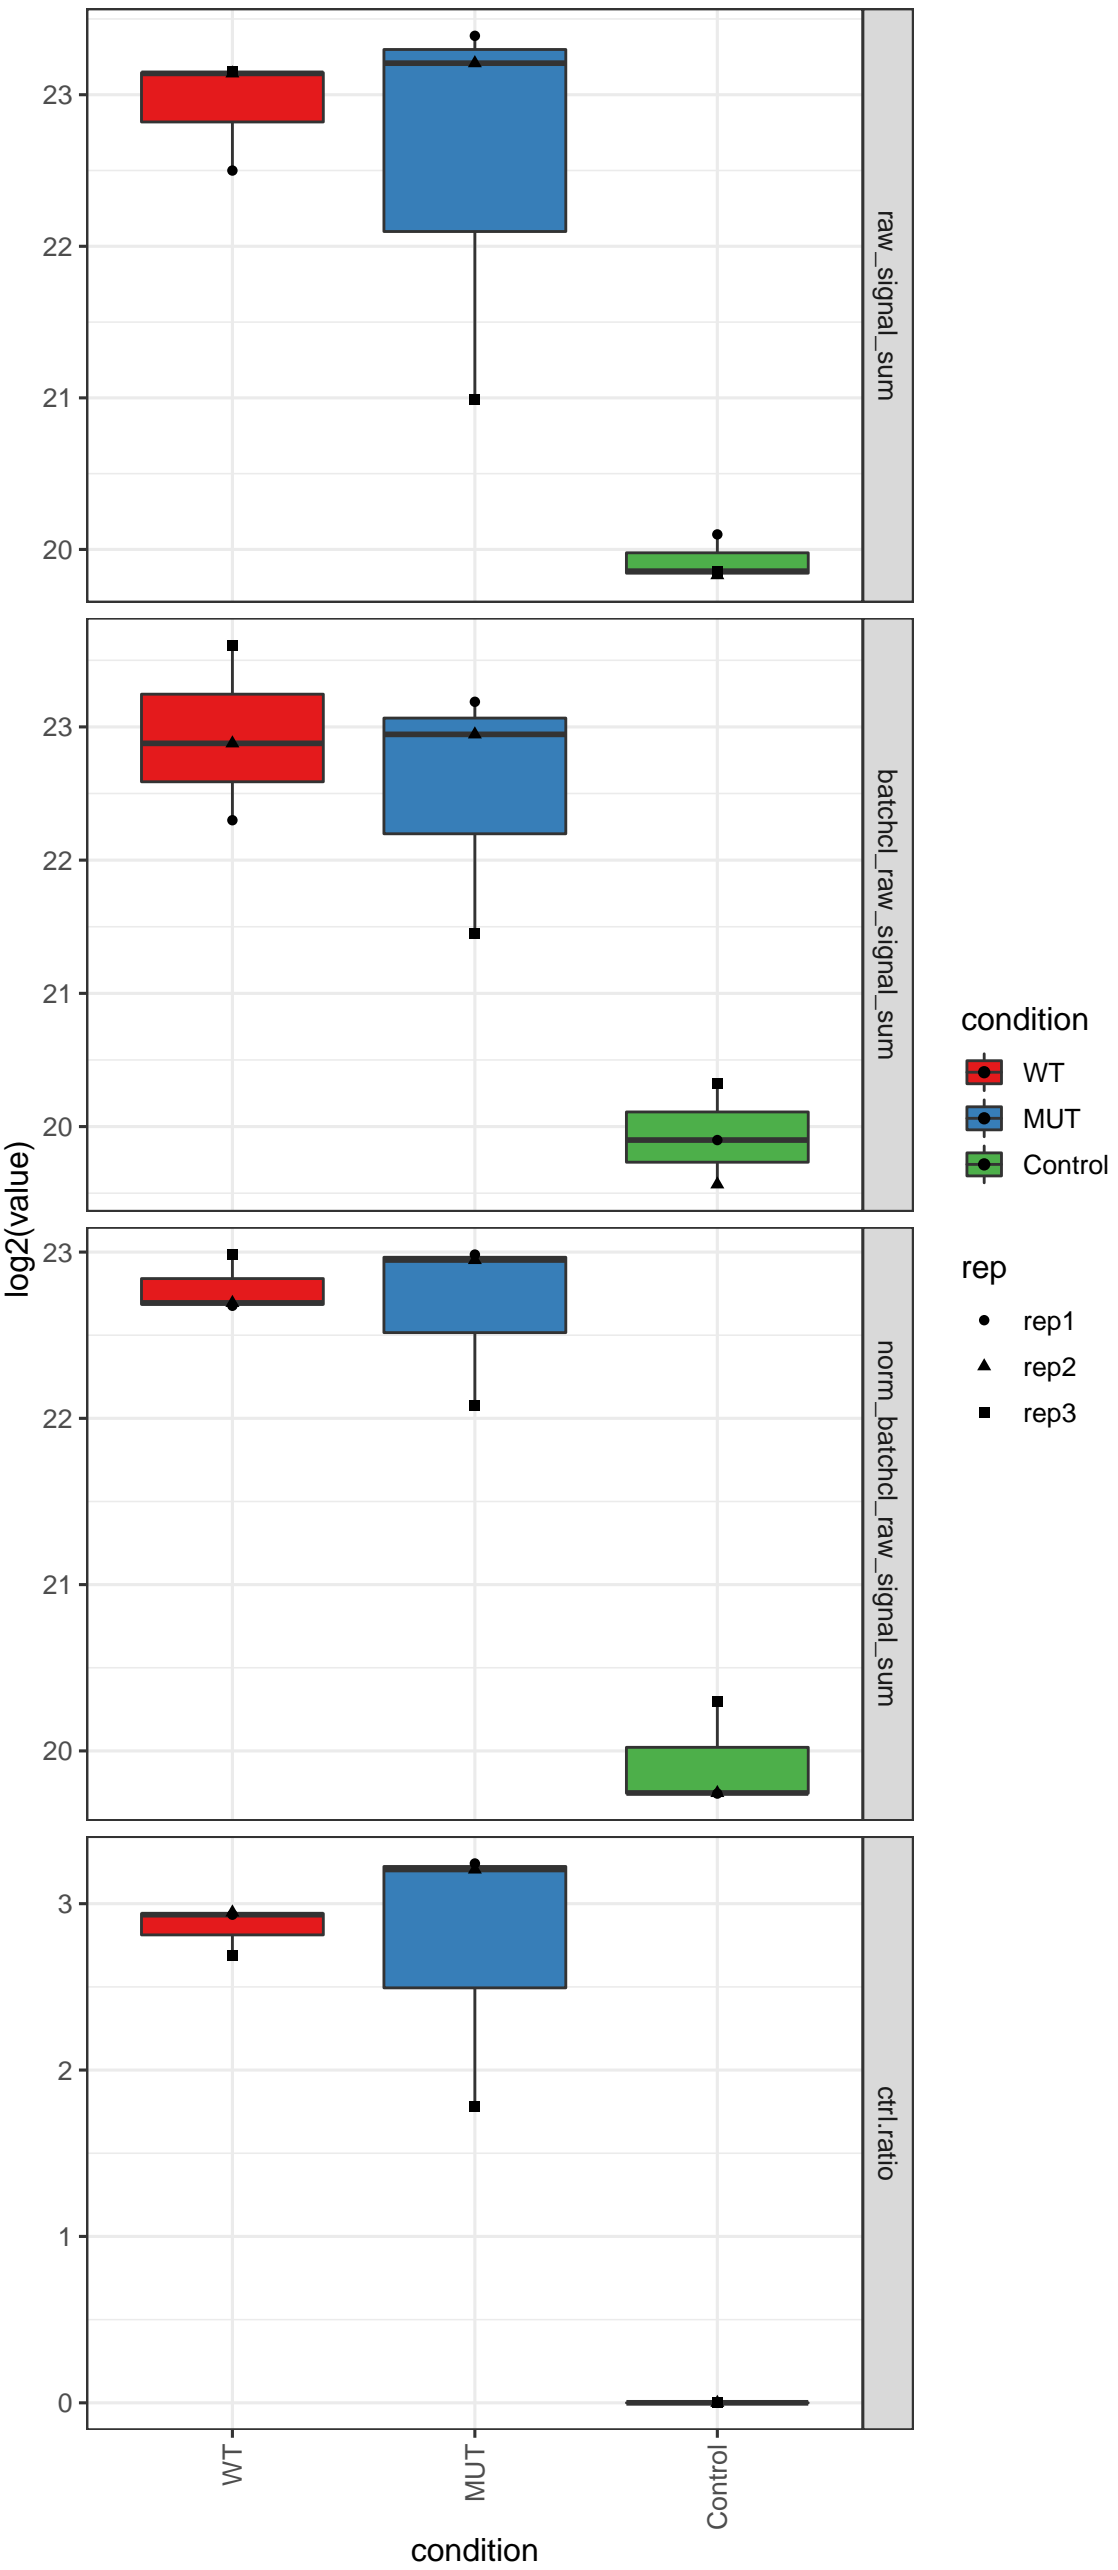 23
22
21
20
raw_signal_sum
23
22
21
20
batchcl_raw_signal_sum
23
22
21
20
norm_batchcl_raw_signal_sum
3
2
1
0
ctrl.ratio
log2(value)
WT
MUT
Control
condition
condition
WT
MUT
Control
rep
rep1
rep2
rep3